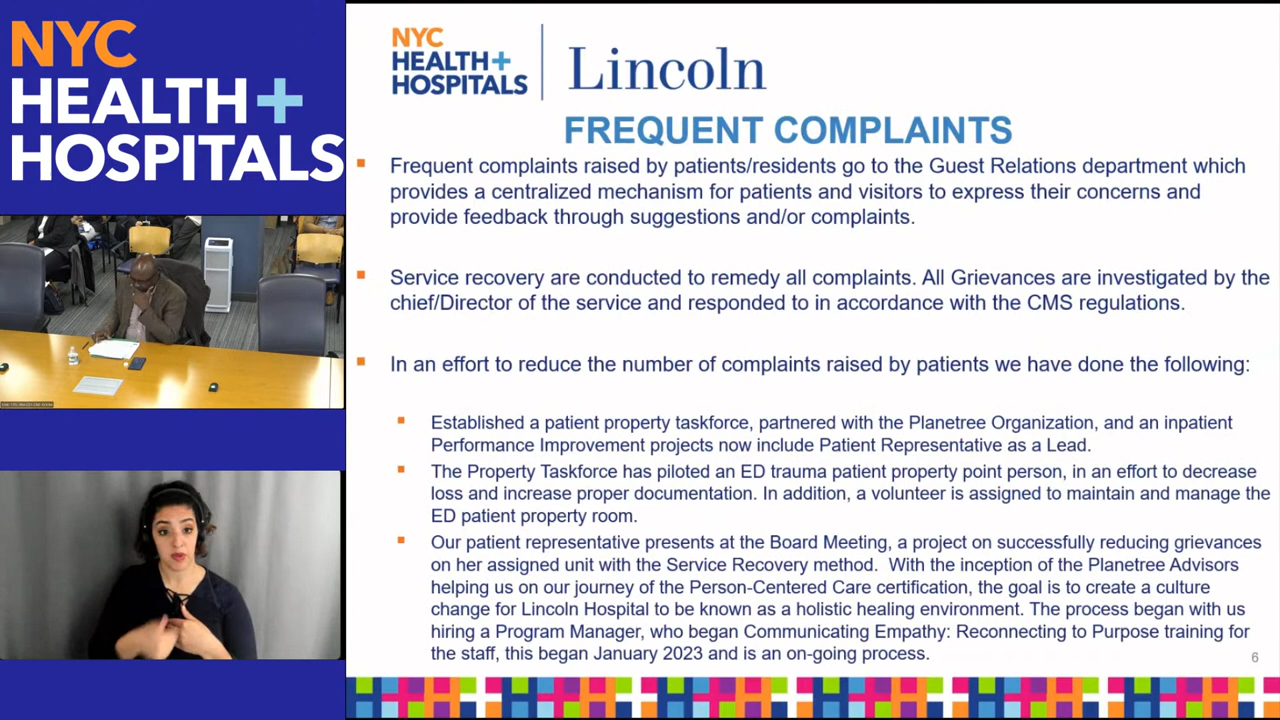 NYC
HEALTH+
HOSPITALS
NYC
HEALTH+
HOSPITALS
Lincoln
FREQUENT COMPLAINTS
▪ Frequent complaints raised by patients/residents go to the Guest Relations department which
provides a centralized mechanism for patients and visitors to express their concerns and
provide feedback through suggestions and/or complaints.
▪ Service recovery are conducted to remedy all complaints. All Grievances are investigated by the
chief/Director of the service and responded to in accordance with the CMS regulations.
▪ In an effort to reduce the number of complaints raised by patients we have done the following:
▪ Established a patient property taskforce, partnered with the Planetree Organization, and an inpatient
Performance Improvement projects now include Patient Representative as a Lead.
▪ The Property Taskforce has piloted an ED trauma patient property point person, in an effort to decrease
loss and increase proper documentation. In addition, a volunteer is assigned to maintain and manage the
ED patient property room.
▪ Our patient representative presents at the Board Meeting, a project on successfully reducing grievances
on her assigned unit with the Service Recovery method. With the inception of the Planetree Advisors
helping us on our journey of the Person-Centered Care certification, the goal is to create a culture
change for Lincoln Hospital to be known as a holistic healing environment. The process began with us
hiring a Program Manager, who began Communicating Empathy: Reconnecting to Purpose training for
the staff, this began January 2023 and is an on-going process.
6